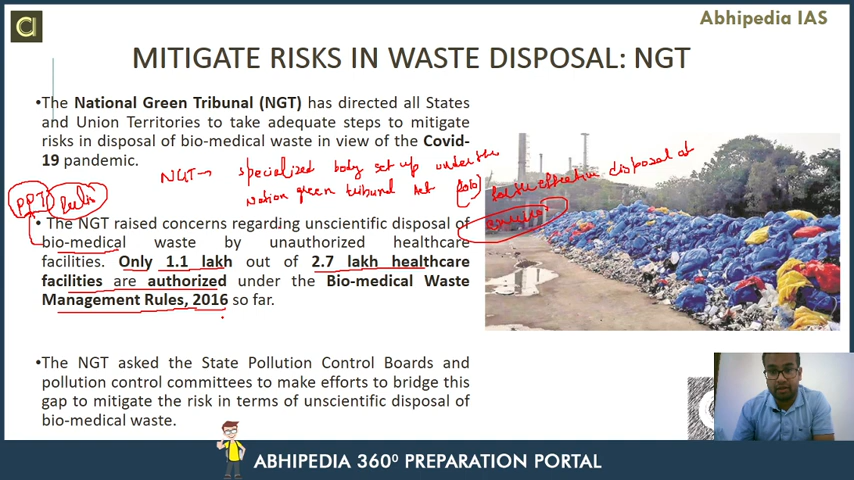 Abhipedia IAS
MITIGATE RISKS IN WASTE DISPOSAL: NGT
•The National Green Tribunal (NGT) has directed all States
and Union Territories to take adequate steps to mitigate
risks in disposal of bio-medical waste in view of the Covid-
19 pandemic.
NGT→ specialized body set up under the
Nation green tribunal Act (2010) for the effective disposal of
PPT
• The NGT raised concerns regarding unscientific disposal of
bio-medical waste by unauthorized healthcare
facilities. Only 1.1 lakh out of 2.7 lakh healthcare
facilities are authorized under the Bio-medical Waste
Management Rules, 2016 so far.
•The NGT asked the State Pollution Control Boards and
pollution control committees to make efforts to bridge this
gap to mitigate the risk in terms of unscientific disposal of
bio-medical waste.
ABHIPEDIA 360⁰ PREPARATION PORTAL